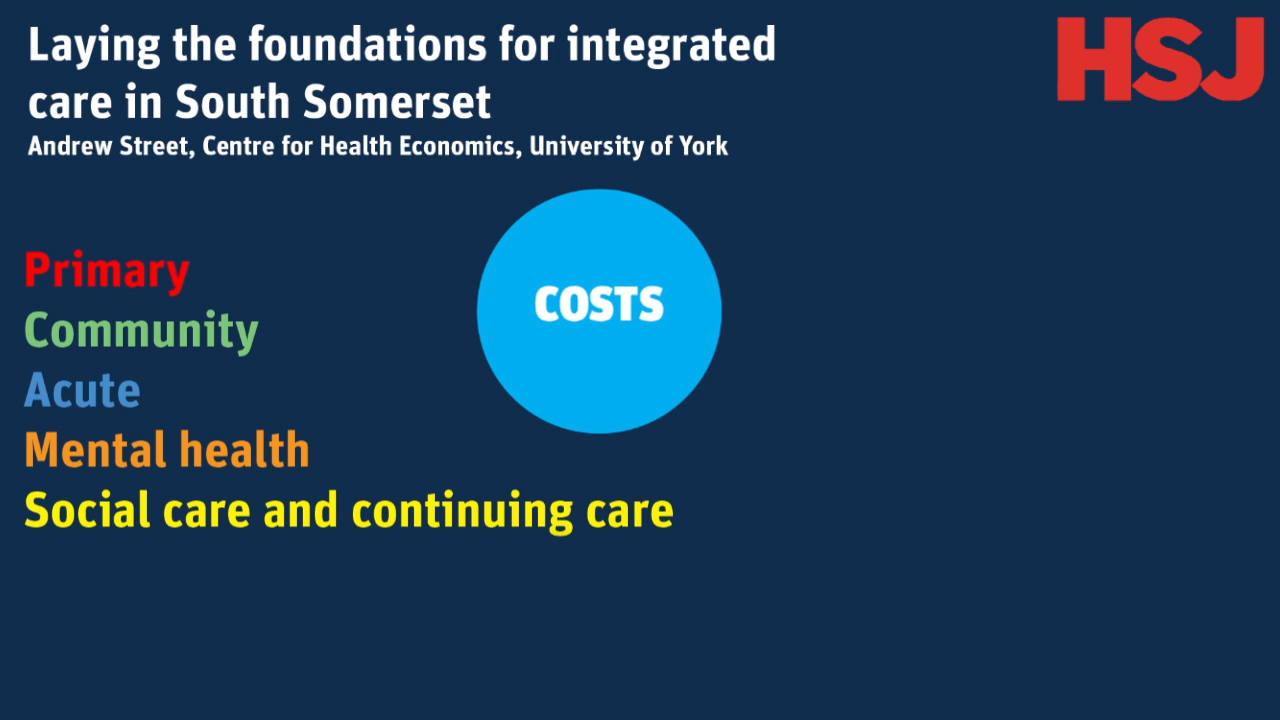 Laying the foundations for integrated
care in South Somerset
Andrew Street, Centre for Health Economics, University of York
HSJ
Primary
Community
Acute
Mental health
Social care and continuing care
COSTS